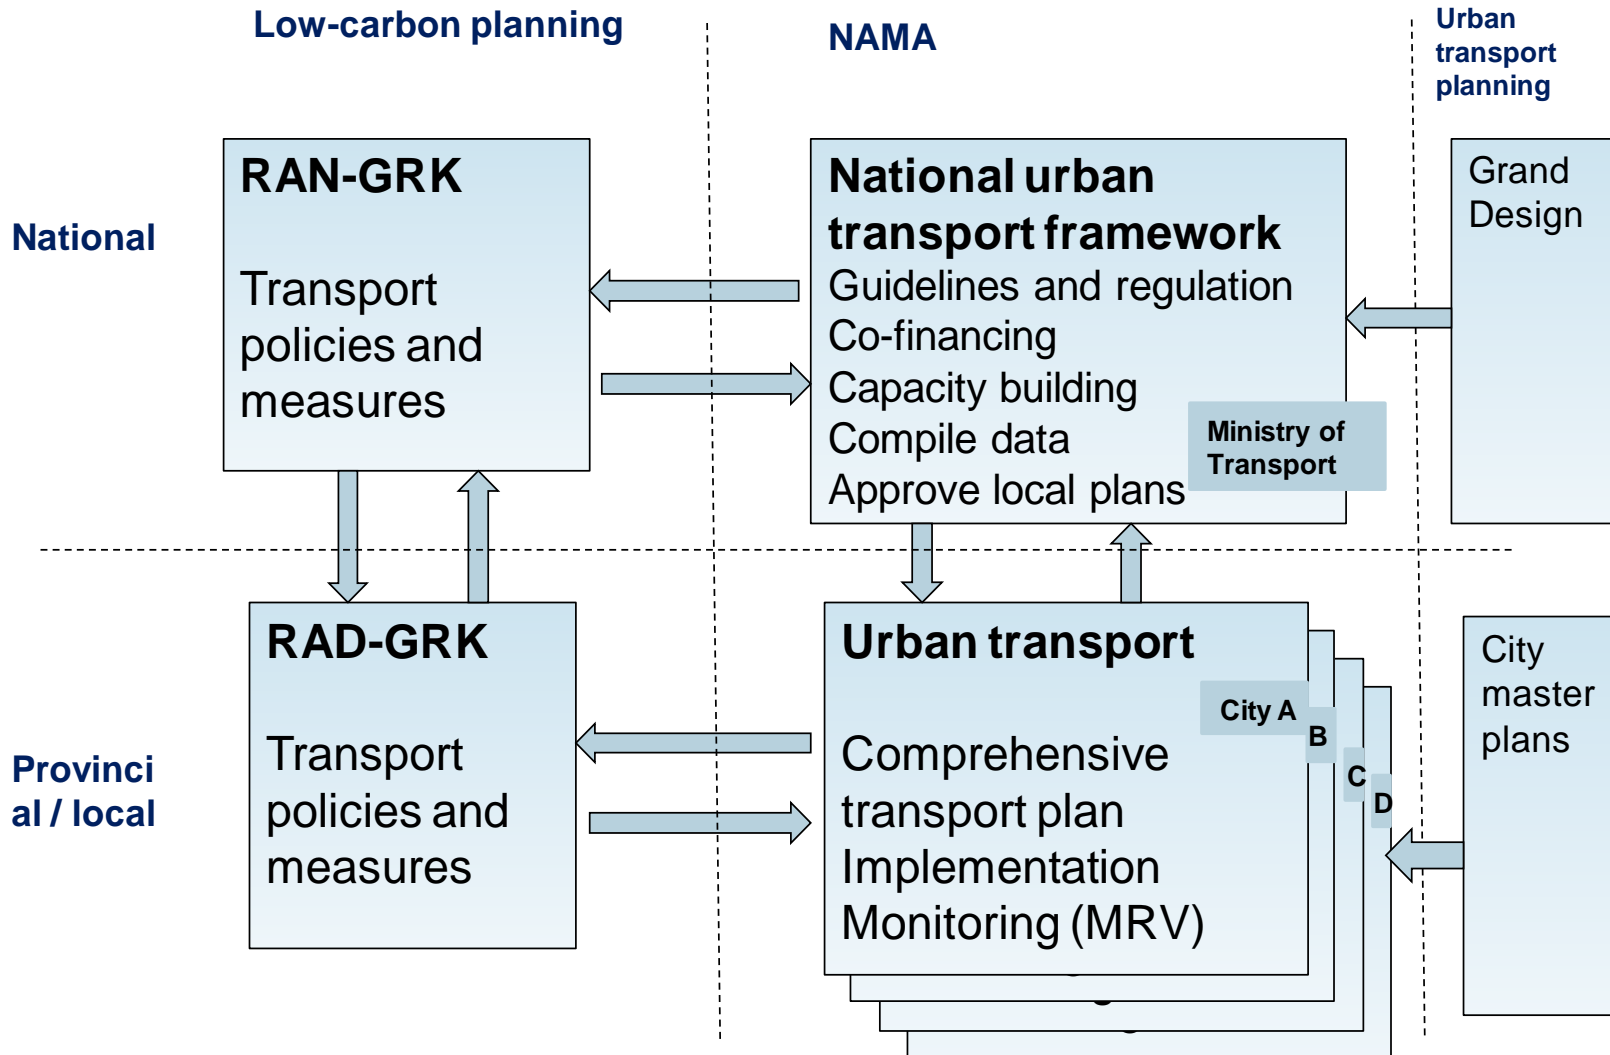 Low-carbon planning
NAMA
Urban
transport
planning
National
RAN-GRK
Transport
policies and
measures
National urban
transport framework
Guidelines and regulation
Co-financing
Capacity building
Compile data
Approve local plans
Ministry of
Transport
Grand
Design
Provinci
al / local
RAD-GRK
Transport
policies and
measures
Urban transport
City A
B
C
D
Comprehensive
transport plan
Implementation
Monitoring (MRV)
City
master
plans